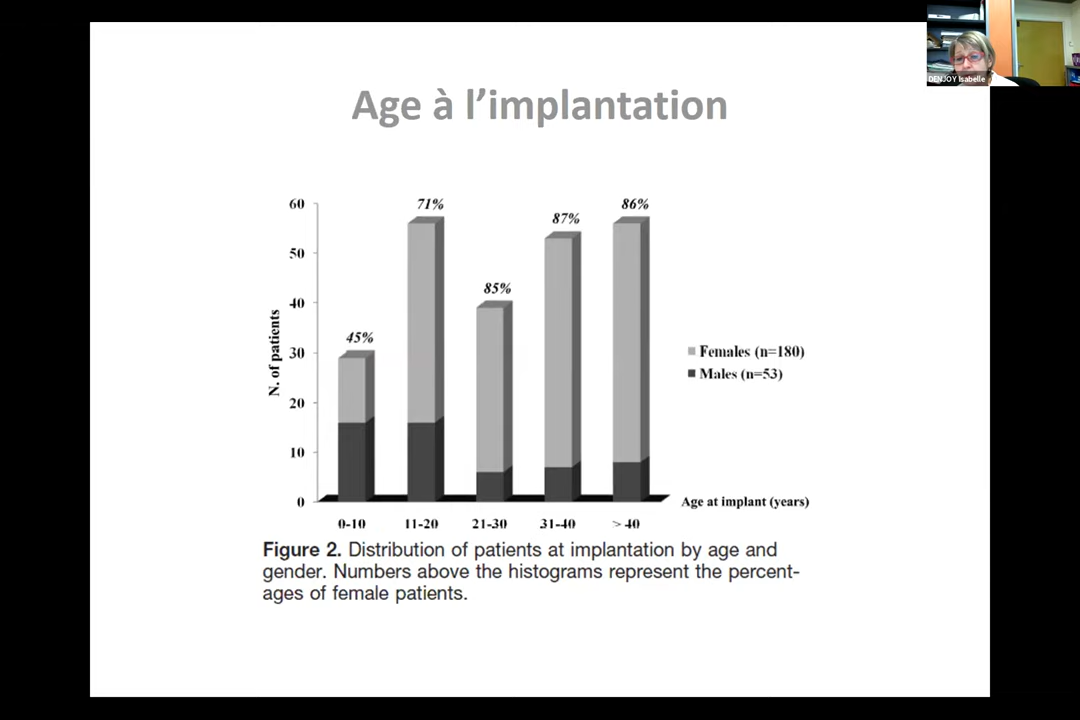 DENJOY Isabelle
Age à l’implantation
60
50
40
30
20
10
0
N. of patients
45%
71%
85%
87%
86%
Females (n=180)
Males (n=53)
Age at implant (years)
0-10
11-20
21-30
31-40
> 40
Figure 2. Distribution of patients at implantation by age and
gender. Numbers above the histograms represent the percent-
ages of female patients.